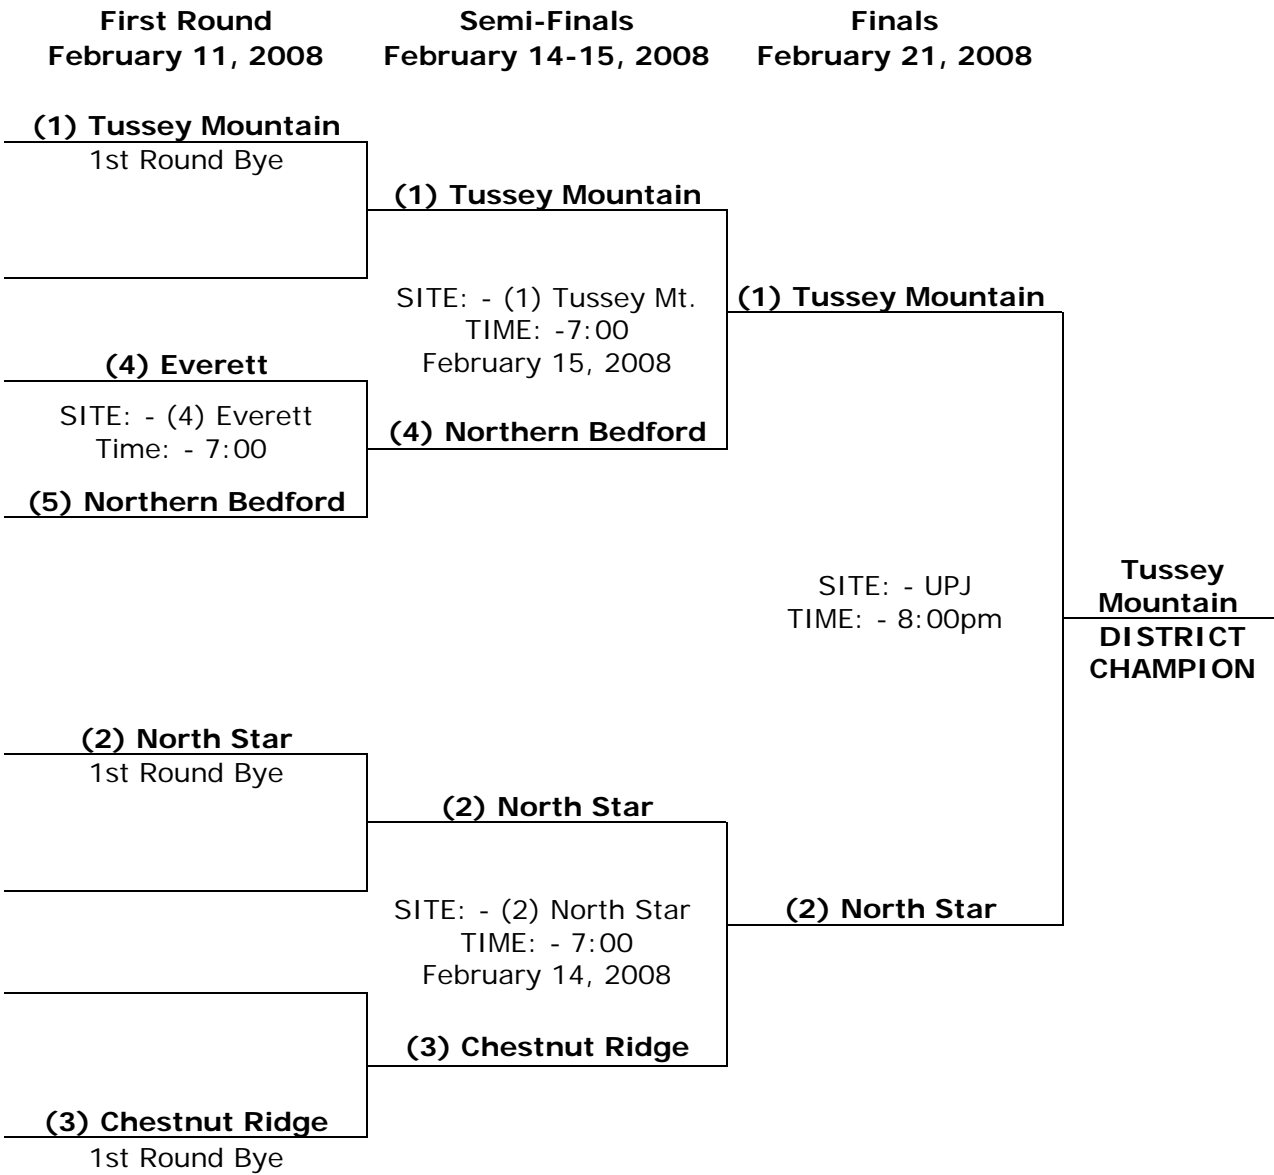 First Round
February 11, 2008
Semi-Finals
February 14-15, 2008
Finals
February 21, 2008
(1) Tussey Mountain
1st Round Bye
(1) Tussey Mountain
SITE: - (1) Tussey Mt.
TIME: -7:00
February 15, 2008
(1) Tussey Mountain
(4) Everett
SITE: - (4) Everett
Time: - 7:00
(4) Northern Bedford
(5) Northern Bedford
SITE: - UPJ
TIME: - 8:00pm
Tussey
Mountain
DISTRICT
CHAMPION
(2) North Star
1st Round Bye
(2) North Star
SITE: - (2) North Star
TIME: - 7:00
February 14, 2008
(2) North Star
(3) Chestnut Ridge
(3) Chestnut Ridge
1st Round Bye